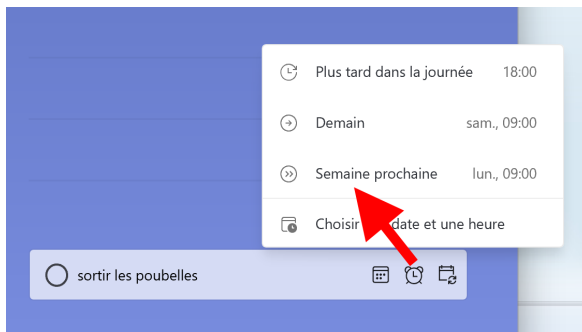 Plus tard dans la journée 18:00
Demain sam., 09:00
Semaine prochaine lun., 09:00
Choisir date et une heure
sortir les poubelles